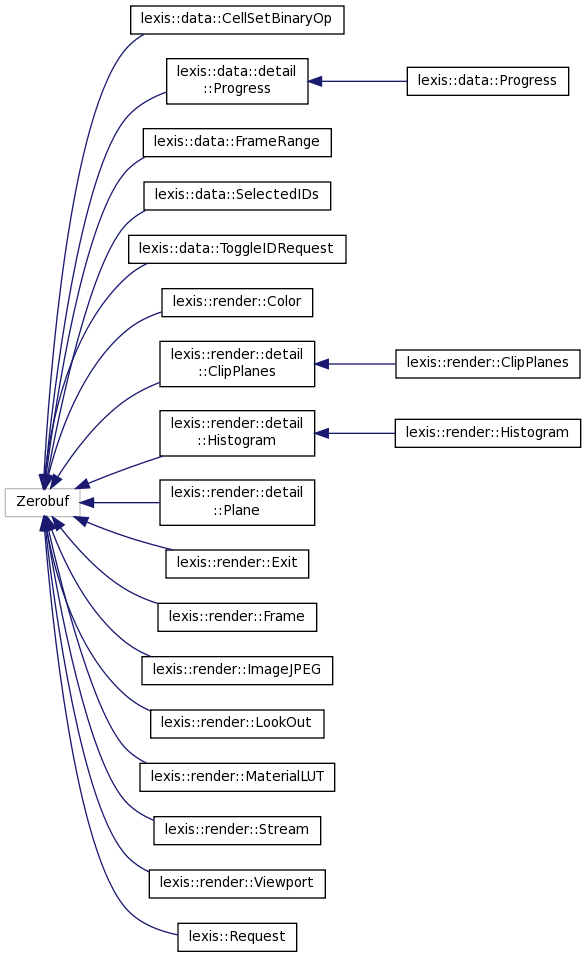 lexis::data::CellSetBinaryOp
lexis::data::detail
::Progress
lexis::data::Progress
lexis::data::FrameRange
lexis::data::SelectedIDs
lexis::data::ToggleIDRequest
lexis::render::Color
lexis::render::detail
::ClipPlanes
lexis::render::ClipPlanes
lexis::render::detail
::Histogram
lexis::render::Histogram
Zerobuf
lexis::render::detail
::Plane
lexis::render::Exit
lexis::render::Frame
lexis::render::ImageJPEG
lexis::render::LookOut
lexis::render::MaterialLUT
lexis::render::Stream
lexis::render::Viewport
lexis::Request